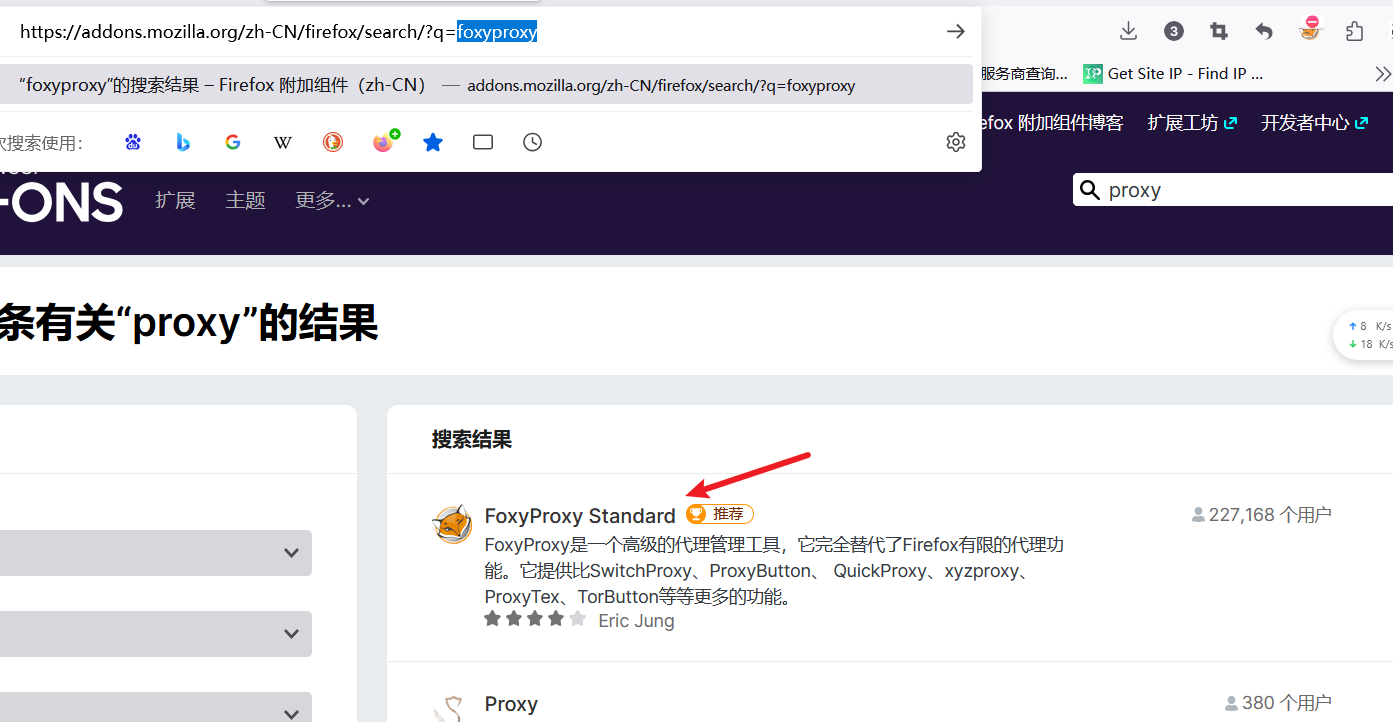 https://addons.mozilla.org/zh-CN/firefox/search/?q=foxyproxy
3
“foxyproxy”的搜索结果 – Firefox 附加组件（zh-CN） — addons.mozilla.org/zh-CN/firefox/search/?q=foxyproxy
服务商查询...
IP Get Site IP - Find IP ...
搜索使用：
W
efox 附加组件博客
扩展工坊
开发者中心
-ONS
扩展
主题
更多...
proxy
条有关“proxy”的结果
8 K/s
18 K/s
搜索结果
FoxyProxy Standard 推荐
227,168 个用户
FoxyProxy是一个高级的代理管理工具，它完全替代了Firefox有限的代理功
能。它提供比SwitchProxy、ProxyButton、 QuickProxy、xyzproxy、
ProxyTex、TorButton等等更多的功能。
Eric Jung
Proxy
380 个用户